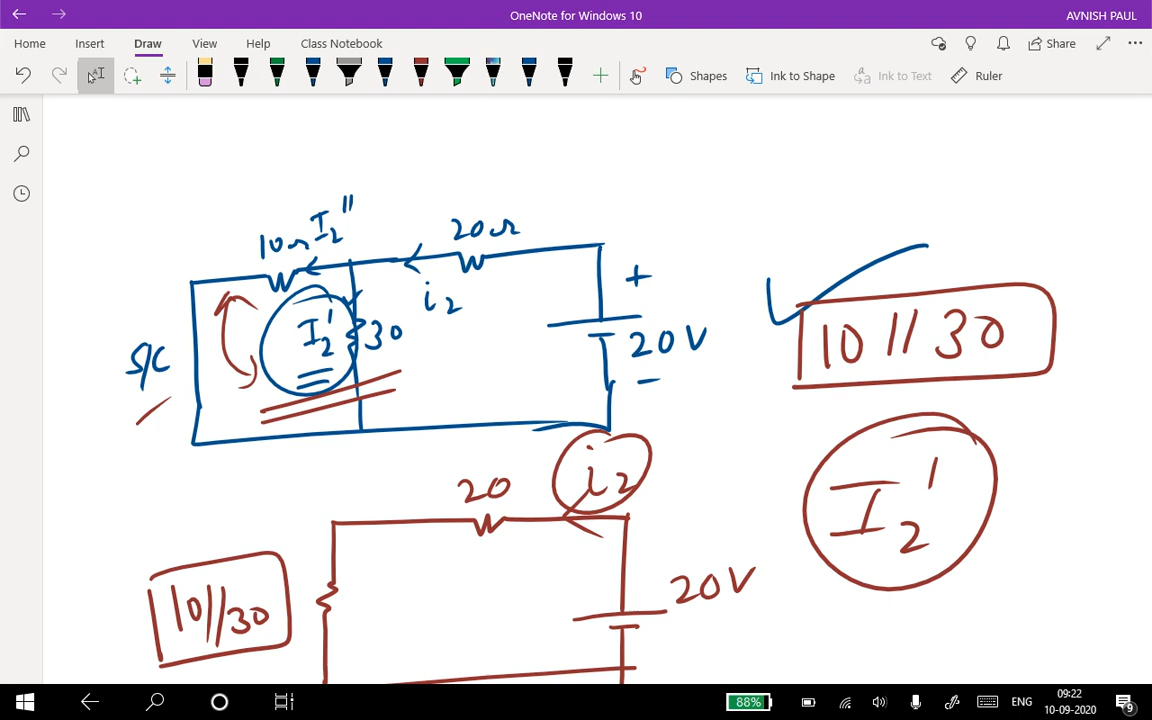 OneNote for Windows 10
AVNISH PAUL
Home Insert Draw View Help Class Notebook
Share
Shapes Ink to Shape Ink to Text Ruler
10Ω I₂''
20Ω
i₂
+
S/C
I₂'
30
20V
−
10 // 30
I₂'
20
i₂
20V
10//30
88%
ENG
09:22
10-09-2020
9